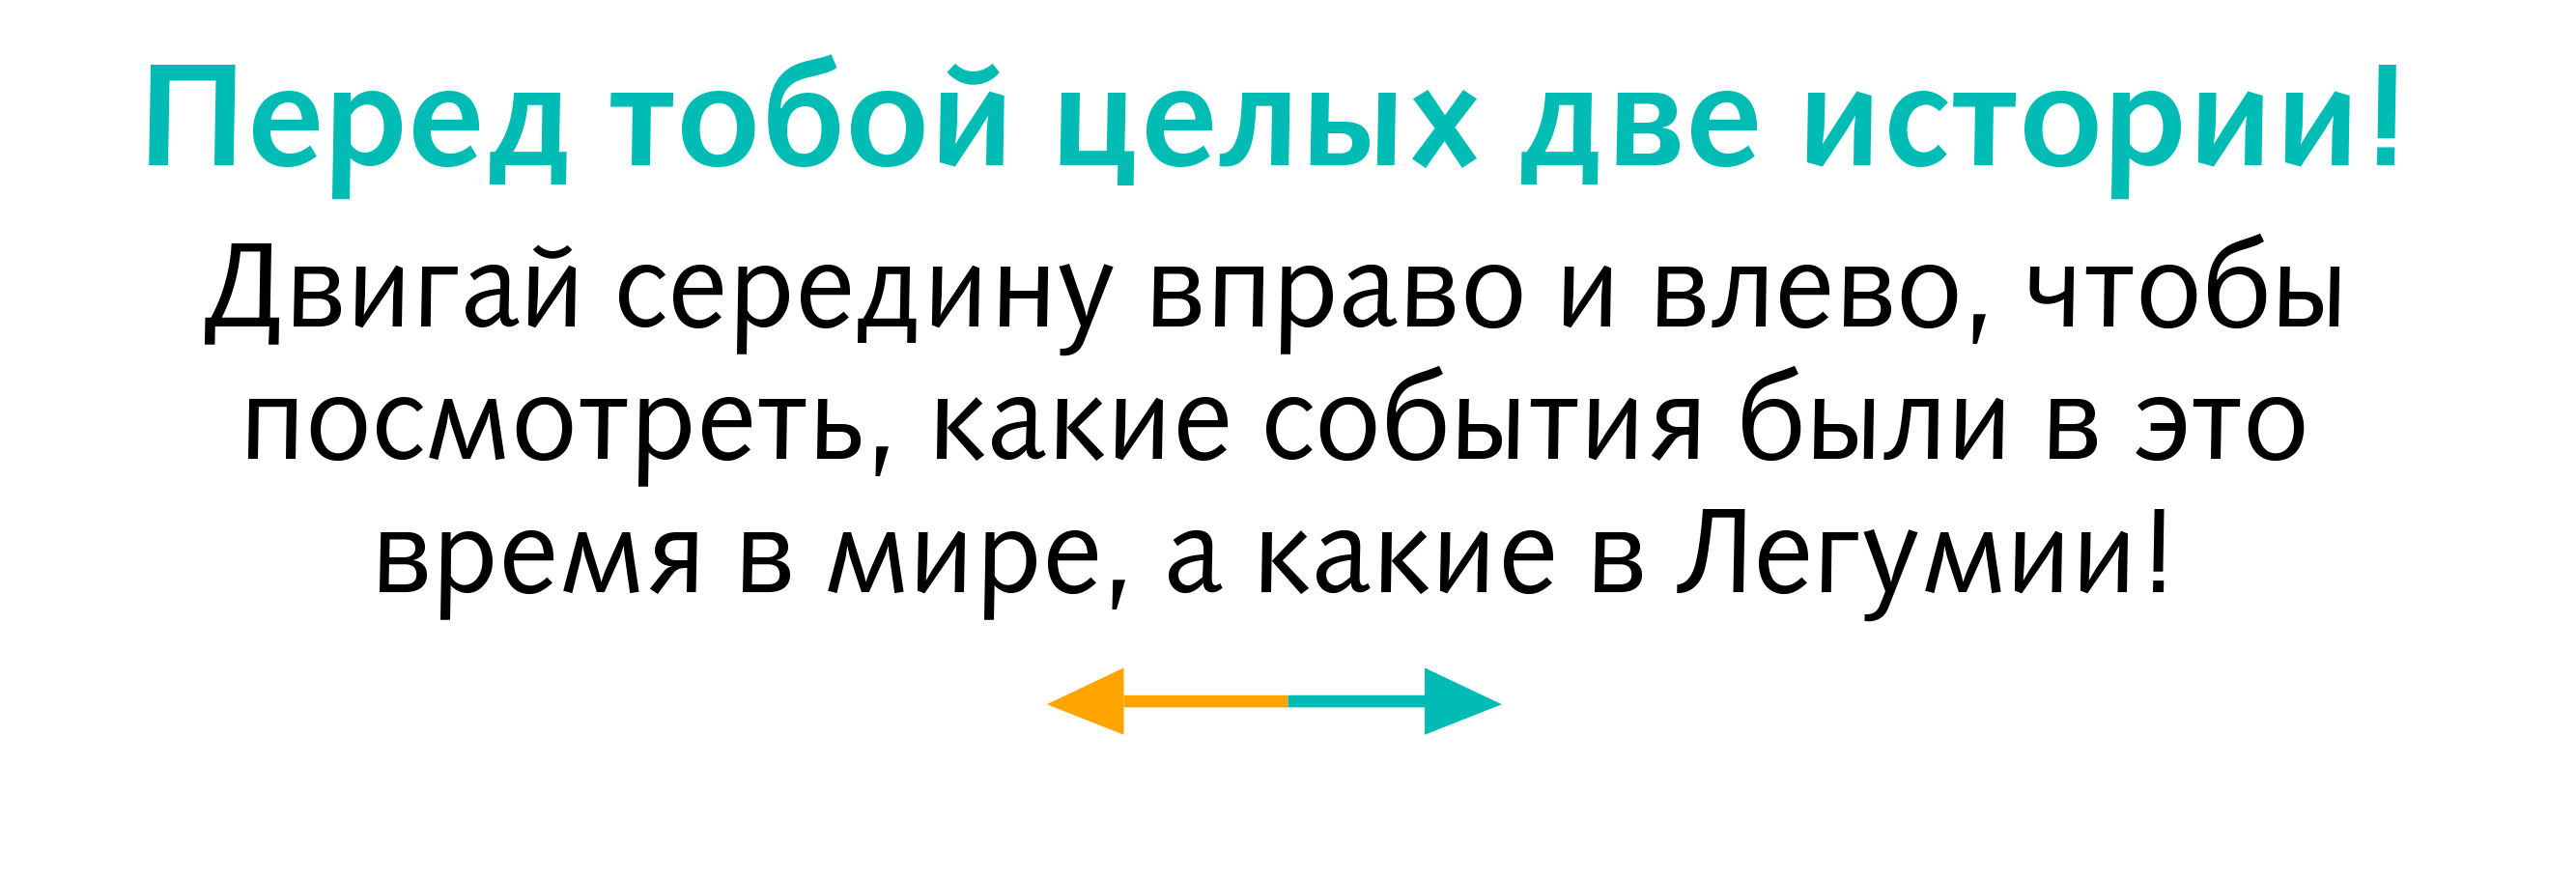 Перед тобой целых две истории!
Двигай середину вправо и влево, чтобы
посмотреть, какие события были в это
время в мире, а какие в Легумии!